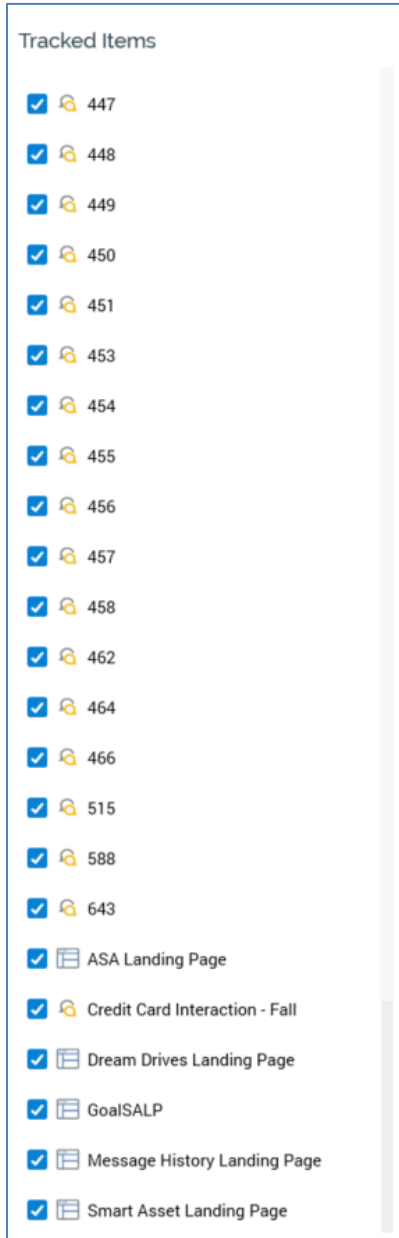 Tracked Items
447
448
449
450
451
453
454
455
456
457
458
462
464
466
515
588
643
ASA Landing Page
Credit Card Interaction - Fall
Dream Drives Landing Page
GoalSALP
Message History Landing Page
Smart Asset Landing Page